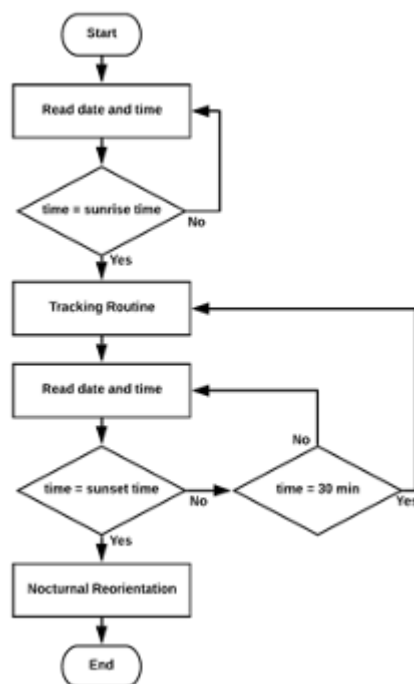 Start
Read date and time
time = sunrise time
No
Yes
Tracking Routine
Read date and time
No
time = sunset time
time = 30 min
No
Yes
Yes
Nocturnal Reorientation
End